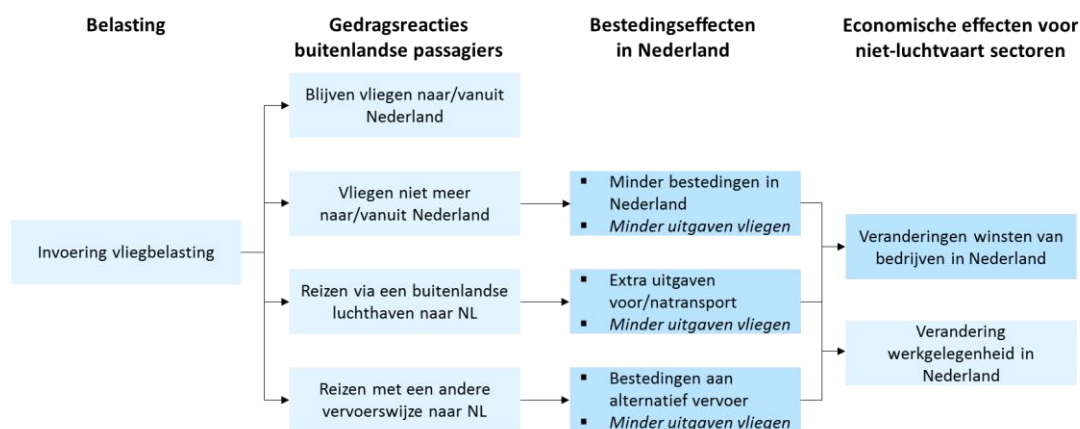 Belasting
Gedragsreacties
buitenlandse passagiers
Bestedingseffecten
in Nederland
Economische effecten voor
niet-luchtvaart sectoren
Invoering vliegbelasting
Blijven vliegen naar/vanuit
Nederland
Vliegen niet meer
naar/vanuit Nederland
Reizen via een buitenlandse
luchthaven naar NL
Reizen met een andere
vervoerswijze naar NL
▪ Minder bestedingen in
Nederland
▪ Minder uitgaven vliegen
▪ Extra uitgaven
voor/natransport
▪ Minder uitgaven vliegen
▪ Bestedingen aan
alternatief vervoer
▪ Minder uitgaven vliegen
Veranderingen winsten van
bedrijven in Nederland
Verandering
werkgelegenheid in
Nederland